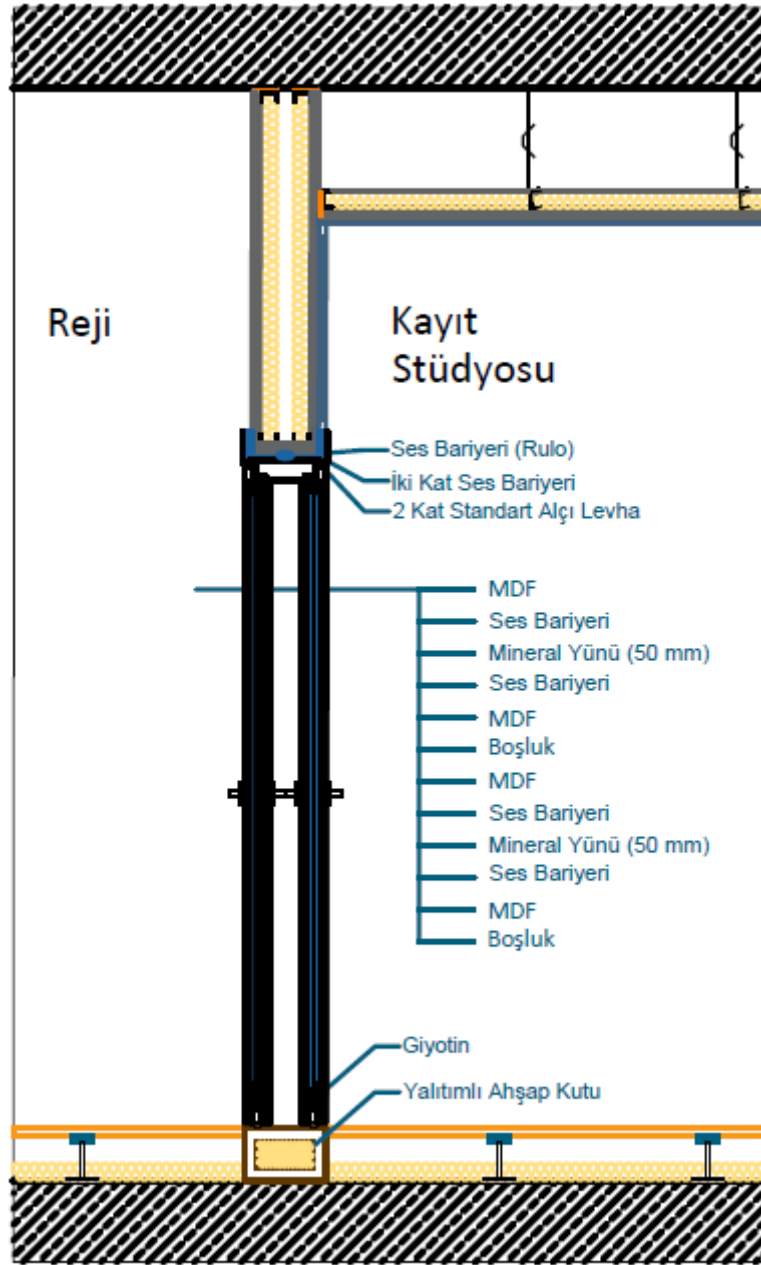 Reji
Kayıt
Stüdyosu
Ses Bariyeri (Rulo)
İki Kat Ses Bariyeri
2 Kat Standart Alçı Levha
MDF
Ses Bariyeri
Mineral Yünü (50 mm)
Ses Bariyeri
MDF
Boşluk
MDF
Ses Bariyeri
Mineral Yünü (50 mm)
Ses Bariyeri
MDF
Boşluk
Giyotin
Yalıtımlı Ahşap Kutu